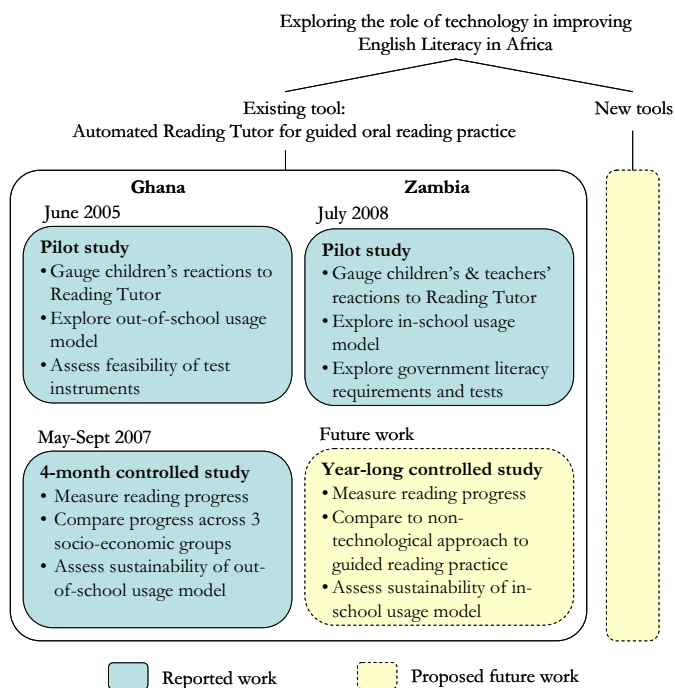 Exploring the role of technology in improving
English Literacy in Africa
Existing tool:
Automated Reading Tutor for guided oral reading practice
New tools
Ghana
June 2005
Pilot study
• Gauge children's reactions to
Reading Tutor
• Explore out-of-school usage
model
• Assess feasibility of test
instruments
May-Sept 2007
4-month controlled study
• Measure reading progress
• Compare progress across 3
socio-economic groups
• Assess sustainability of out-
of-school usage model
Zambia
July 2008
Pilot study
• Gauge children's & teachers'
reactions to Reading Tutor
• Explore in-school usage
model
• Explore government literacy
requirements and tests
Future work
Year-long controlled study
• Measure reading progress
• Compare to non-
technological approach to
guided reading practice
• Assess sustainability of in-
school usage model
Reported work
Proposed future work